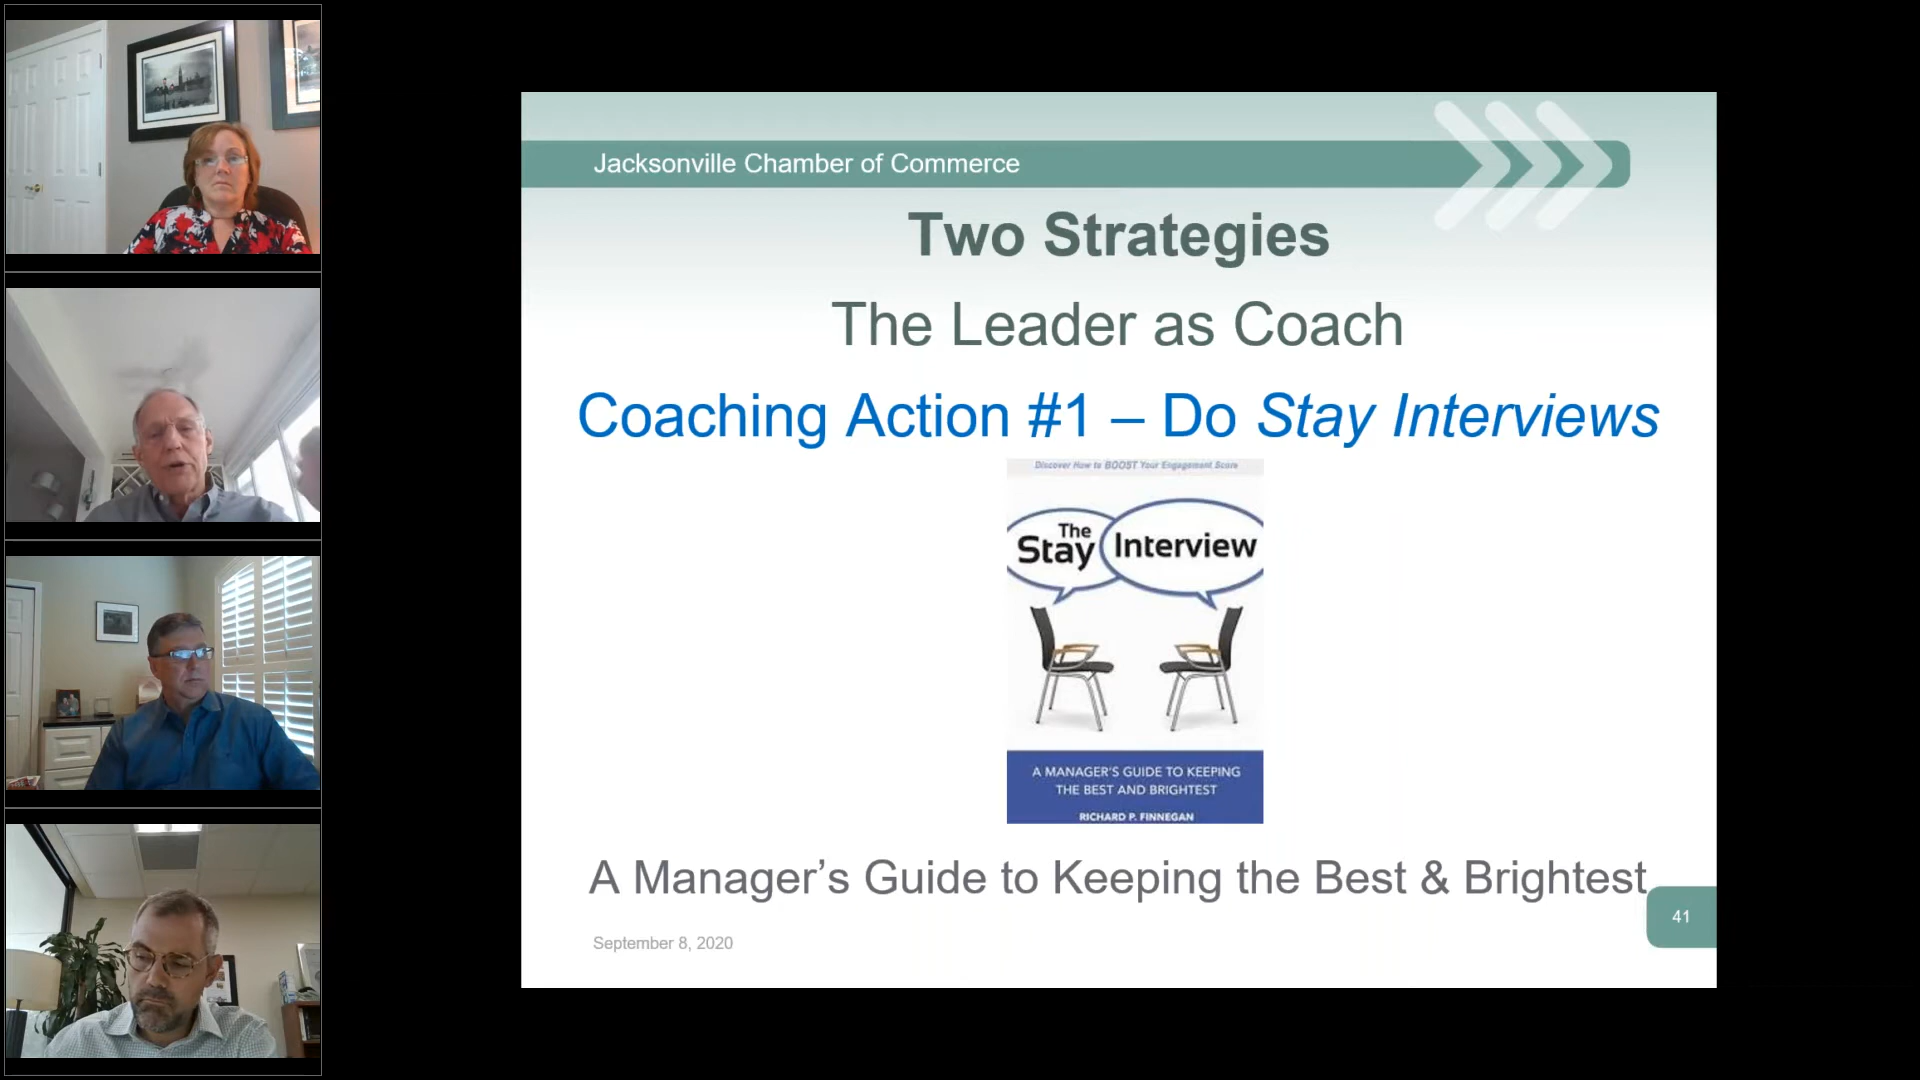 Jacksonville Chamber of Commerce
Two Strategies
The Leader as Coach
Coaching Action #1 – Do Stay Interviews
Discover How to BOOST Your Engagement Score
The
Stay Interview
A MANAGER'S GUIDE TO KEEPING
THE BEST AND BRIGHTEST
RICHARD P. FINNEGAN
A Manager’s Guide to Keeping the Best & Brightest
41
September 8, 2020